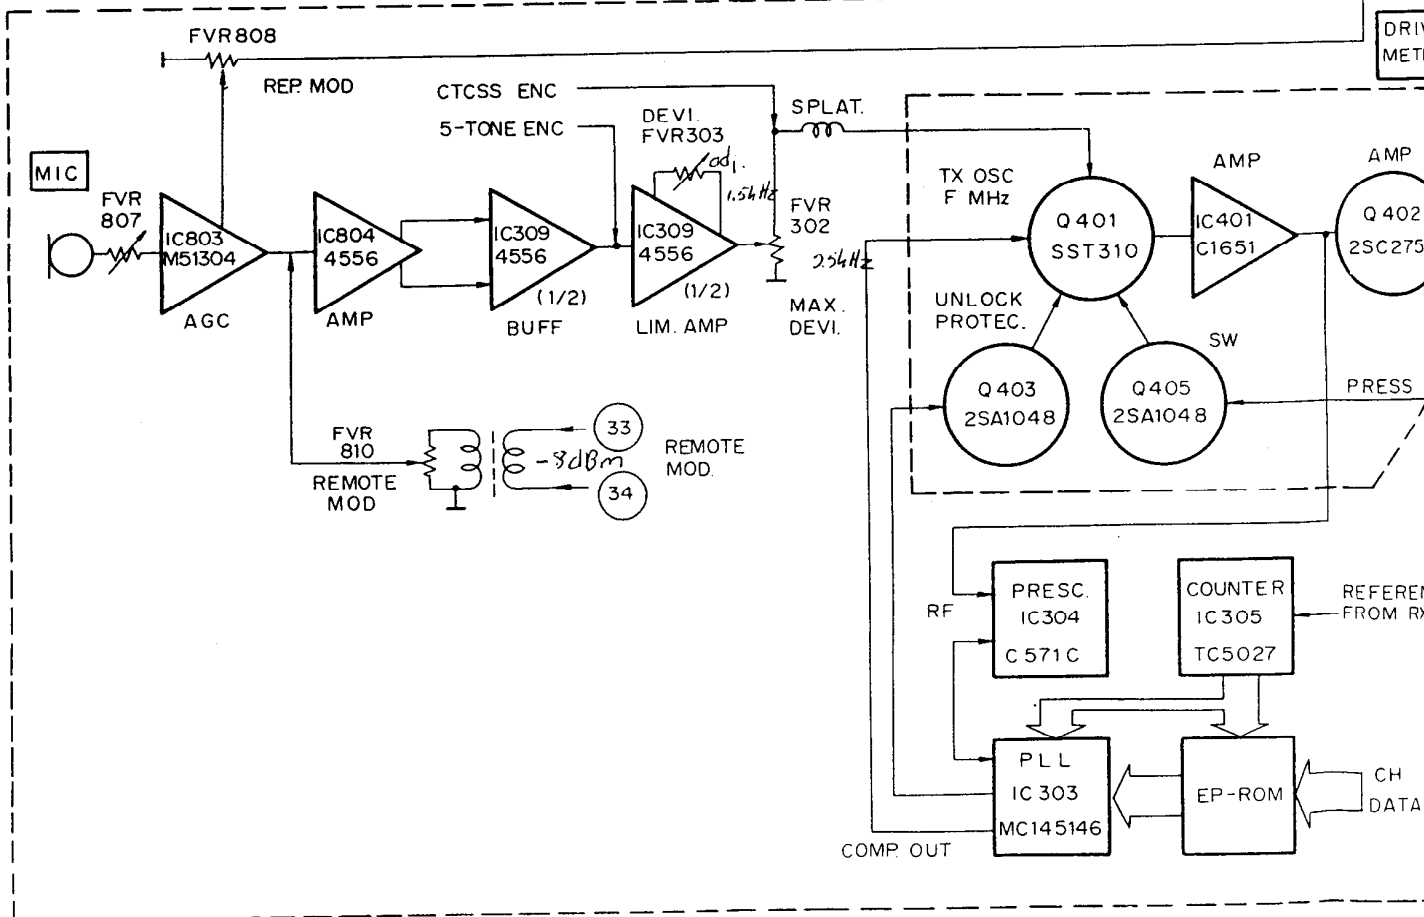 FVR808
REP. MOD
DRIV
METE
CTCSS ENC
5-TONE ENC
DEVI.
FVR303
adj.
1.5kHz
SPLAT.
MIC
FVR
807
IC803
M51304
AGC
IC804
4556
AMP
IC309
4556
(1/2)
BUFF
IC309
4556
(1/2)
LIM. AMP
FVR
302
2.5kHz
MAX.
DEVI.
TX OSC
F MHz
Q401
SST310
AMP
IC401
C1651
AMP
Q402
2SC275
UNLOCK
PROTEC.
SW
Q403
2SA1048
Q405
2SA1048
PRESS
FVR
810
REMOTE
MOD
-8dBm
33
34
REMOTE
MOD.
RF
PRESC.
IC304
C571C
COUNTER
IC305
TC5027
REFEREN
FROM RX
PLL
IC303
MC145146
EP-ROM
CH
DATA
COMP. OUT